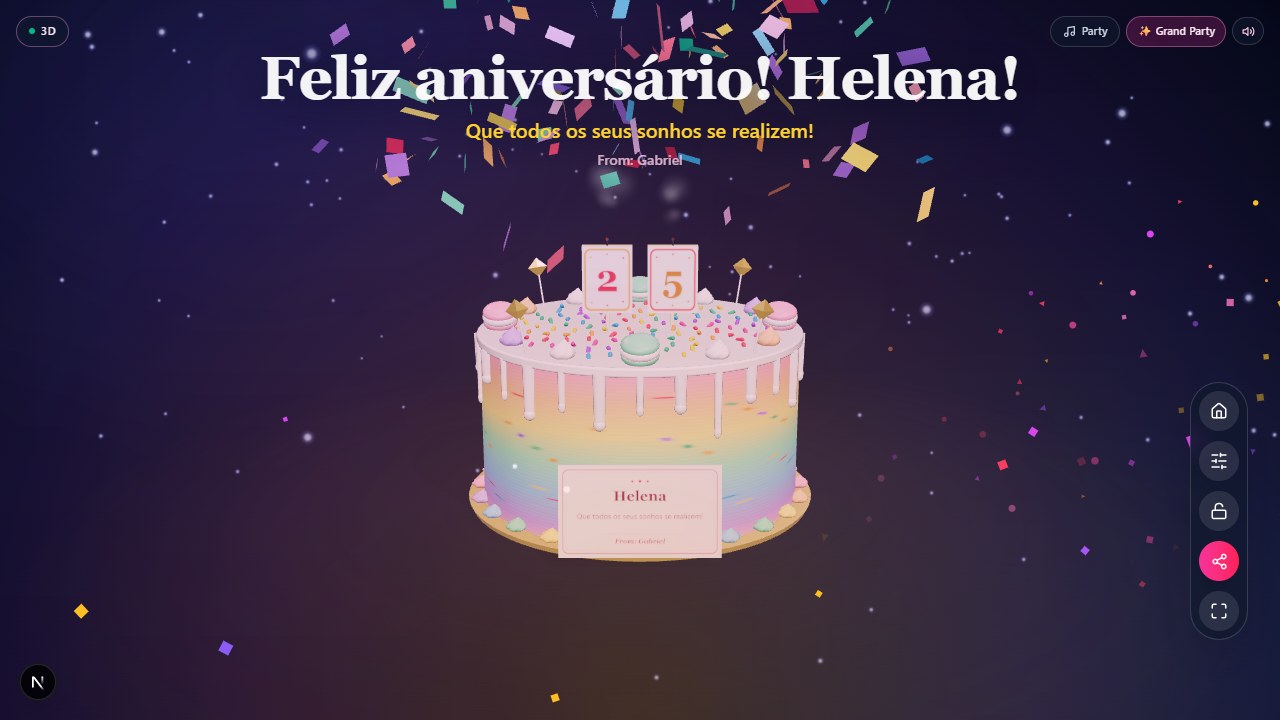 3D
Party
Grand Party
Feliz aniversário! Helena!
Que todos os seus sonhos se realizem!
From: Gabriel
2 5
Helena
Que todos os seus sonhos se realizem!
From: Gabriel
N